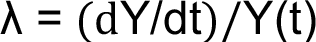 λ = (dY/dt)/Y(t)